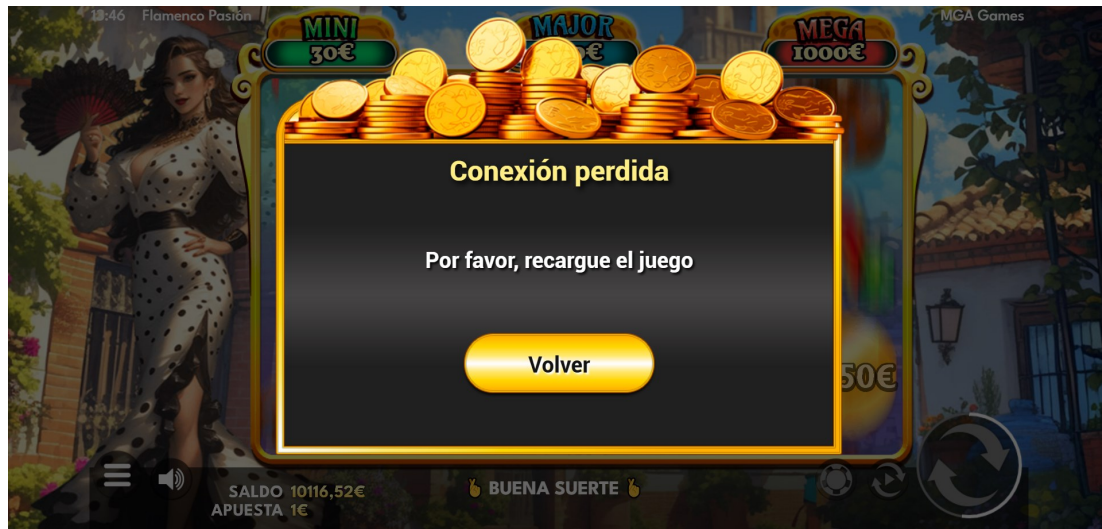 13:46 Flamenco Pasión
MGA Games
MINI
30€
MAJOR
MEGA
1000€
Conexión perdida
Por favor, recargue el juego
Volver
50€
SALDO 10116,52€
APUESTA 1€
BUENA SUERTE